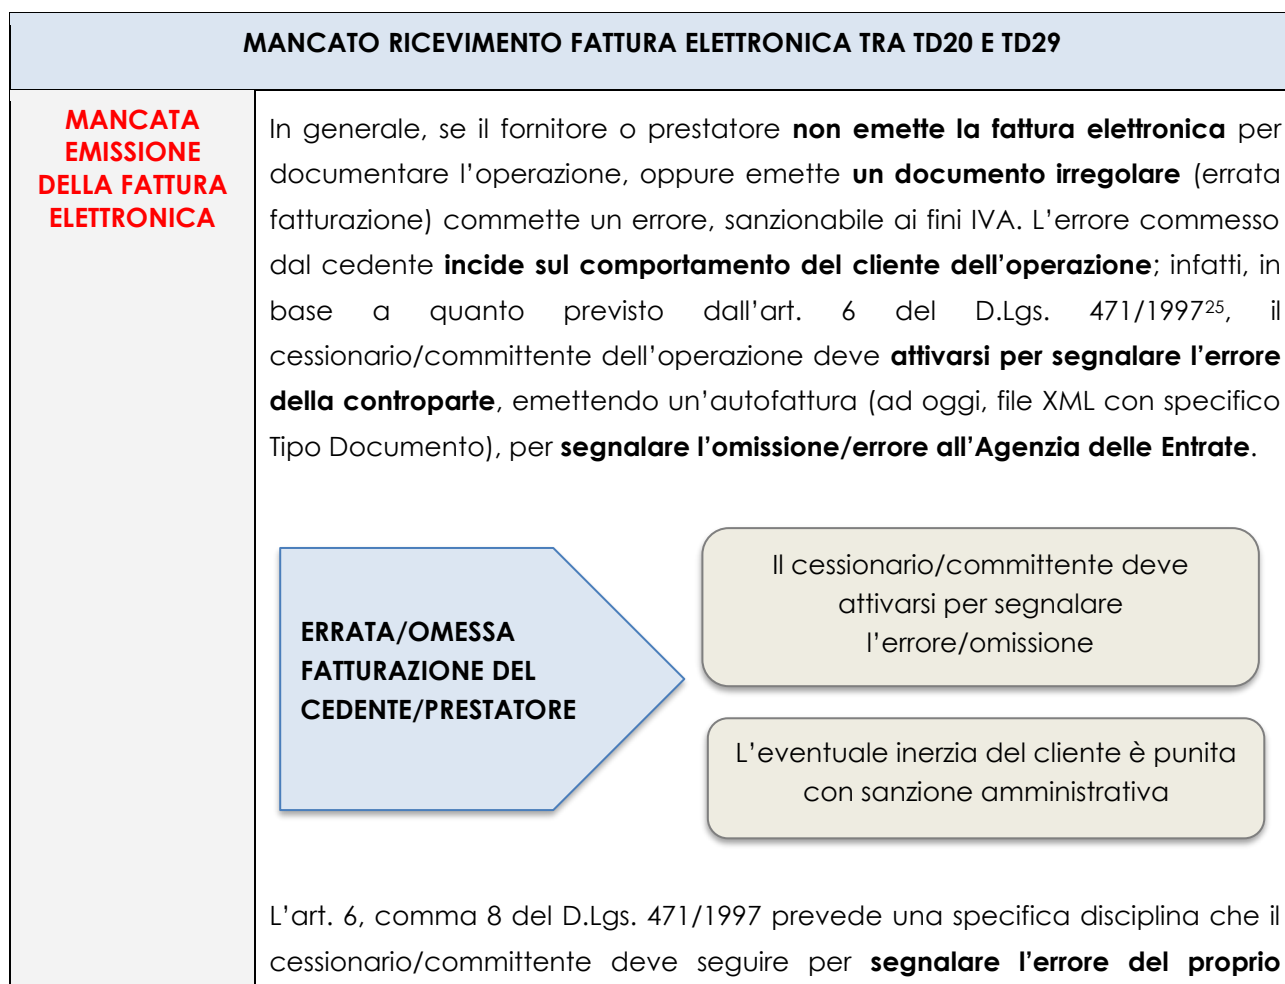 MANCATO RICEVIMENTO FATTURA ELETTRONICA TRA TD20 E TD29
MANCATA
EMISSIONE
DELLA FATTURA
ELETTRONICA
In generale, se il fornitore o prestatore non emette la fattura elettronica per
documentare l’operazione, oppure emette un documento irregolare (errata
fatturazione) commette un errore, sanzionabile ai fini IVA. L’errore commesso
dal cedente incide sul comportamento del cliente dell’operazione; infatti, in
base a quanto previsto dall’art. 6 del D.Lgs. 471/1997²⁵, il
cessionario/committente dell’operazione deve attivarsi per segnalare l’errore
della controparte, emettendo un’autofattura (ad oggi, file XML con specifico
Tipo Documento), per segnalare l’omissione/errore all’Agenzia delle Entrate.
ERRATA/OMESSA
FATTURAZIONE DEL
CEDENTE/PRESTATORE
Il cessionario/committente deve
attivarsi per segnalare
l’errore/omissione
L’eventuale inerzia del cliente è punita
con sanzione amministrativa
L’art. 6, comma 8 del D.Lgs. 471/1997 prevede una specifica disciplina che il
cessionario/committente deve seguire per segnalare l’errore del proprio